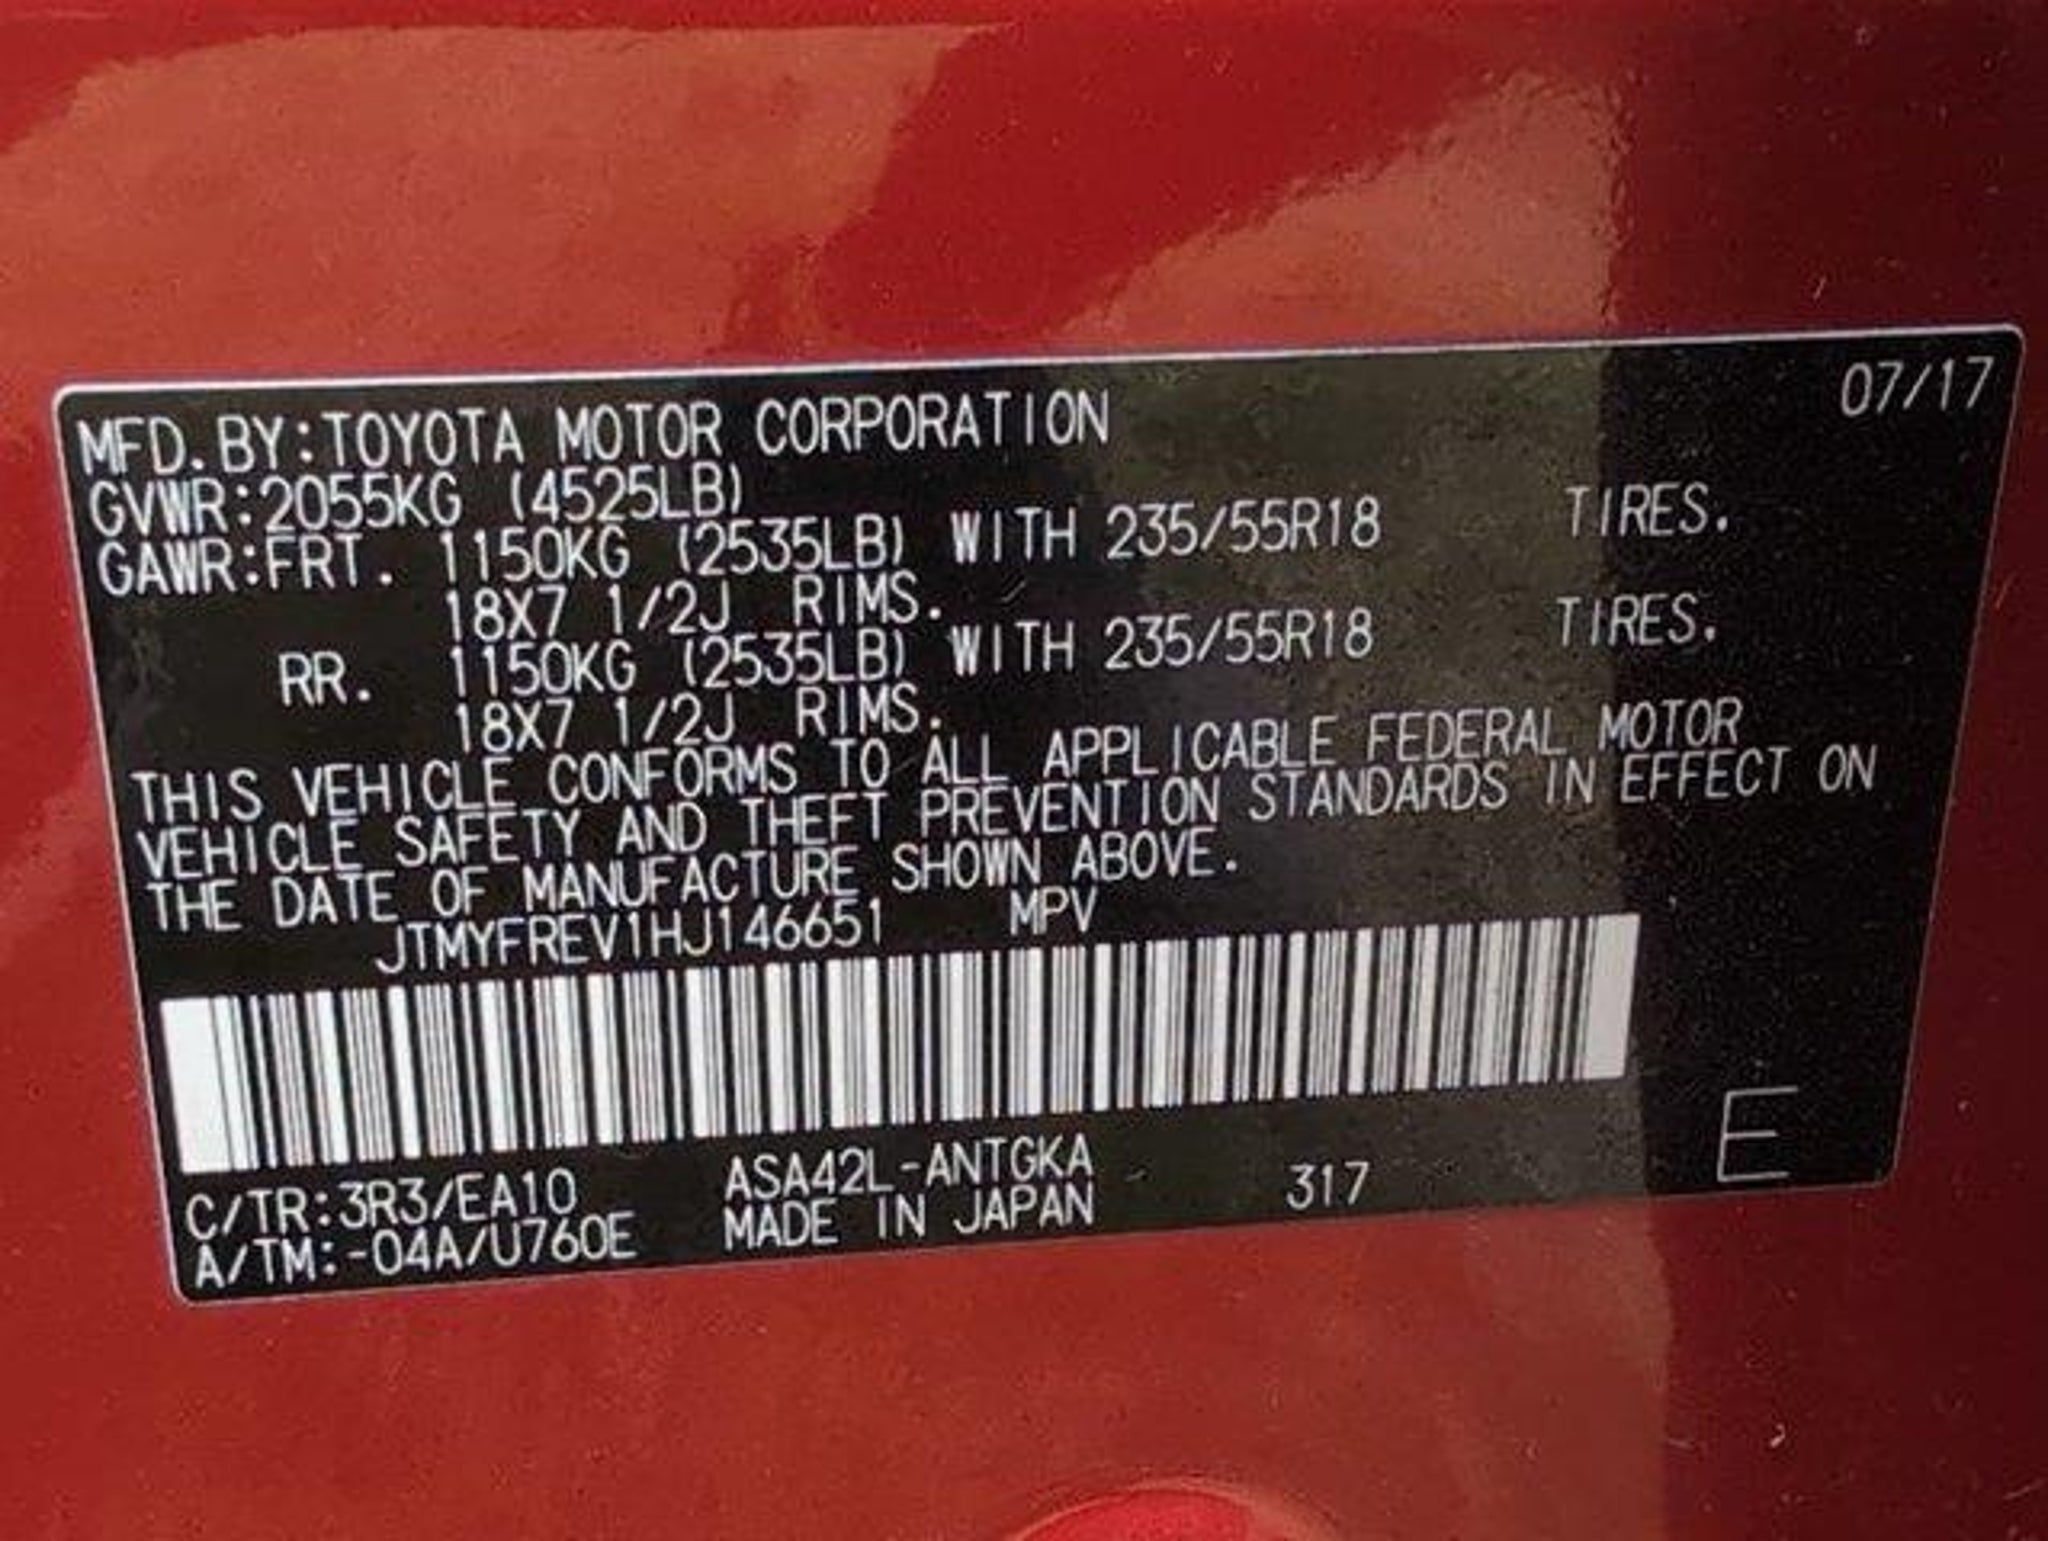 07/17
MFD.BY:TOYOTA MOTOR CORPORATION
GVWR:2055KG (4525LB)
GAWR:FRT. 1150KG (2535LB) WITH 235/55R18 TIRES.
18X7 1/2J RIMS.
RR. 1150KG (2535LB) WITH 235/55R18 TIRES.
18X7 1/2J RIMS.
THIS VEHICLE CONFORMS TO ALL APPLICABLE FEDERAL MOTOR
VEHICLE SAFETY AND THEFT PREVENTION STANDARDS IN EFFECT ON
THE DATE OF MANUFACTURE SHOWN ABOVE.
JTMYFREV1HJ146651 MPV
C/TR:3R3/EA10 ASA42L-ANTGKA 317 E
A/TM:-04A/U760E MADE IN JAPAN